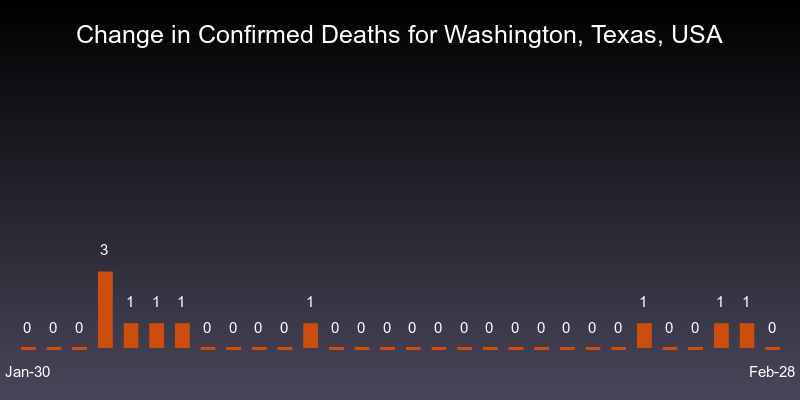 Change in Confirmed Deaths for Washington, Texas, USA
3
1 1 1 1 1 1 1
0 0 0 0 0 0 0 0 0 0 0 0 0 0 0 0 0 0 0 0 0 0
Jan-30 Feb-28